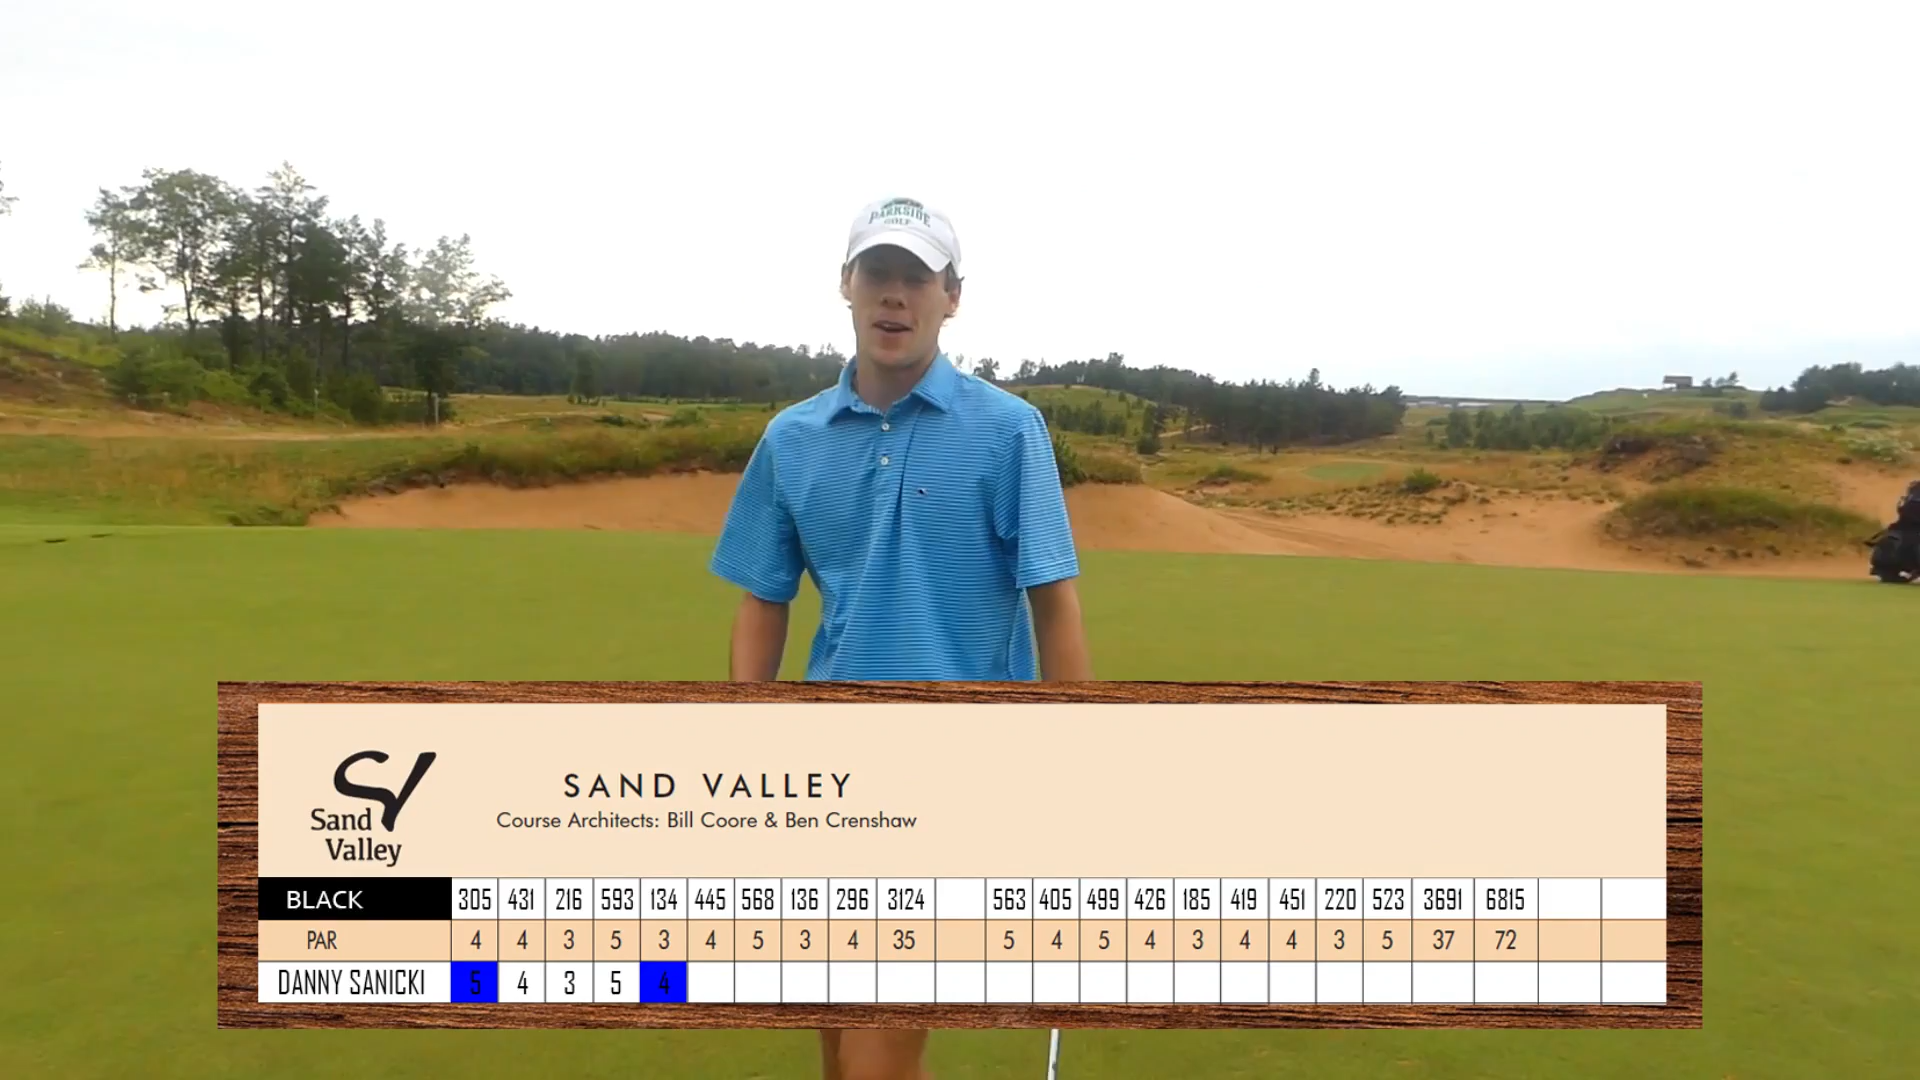 PARKSIDE
GOLF
SAND VALLEY
Course Architects: Bill Coore & Ben Crenshaw
Sand
Valley
BLACK 305 431 216 593 134 445 568 136 296 3124 563 405 499 426 185 419 451 220 523 3691 6815
PAR 4 4 3 5 3 4 5 3 4 35 5 4 5 4 3 4 4 3 5 37 72
DANNY SANICKI 5 4 3 5 4